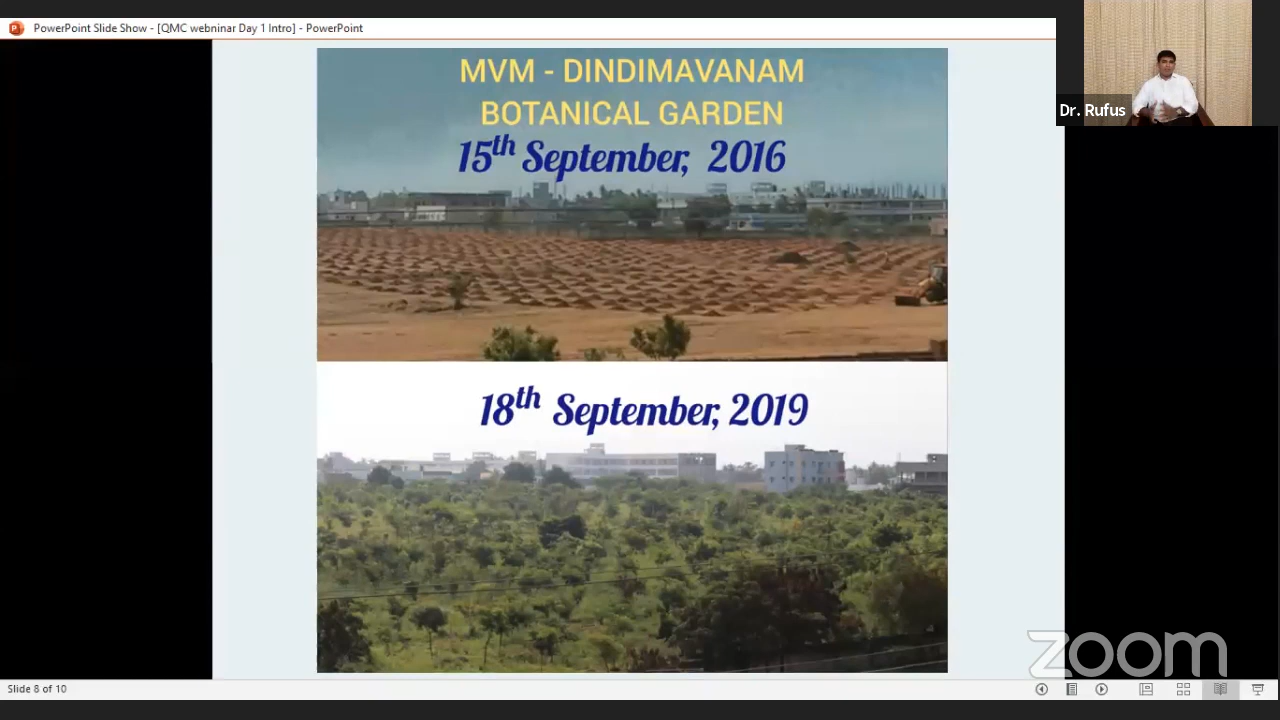 PowerPoint Slide Show - [QMC webninar Day 1 Intro] - PowerPoint
MVM - DINDIMAVANAM
BOTANICAL GARDEN
15th September, 2016
18th September, 2019
Dr. Rufus
zoom
Slide 8 of 10